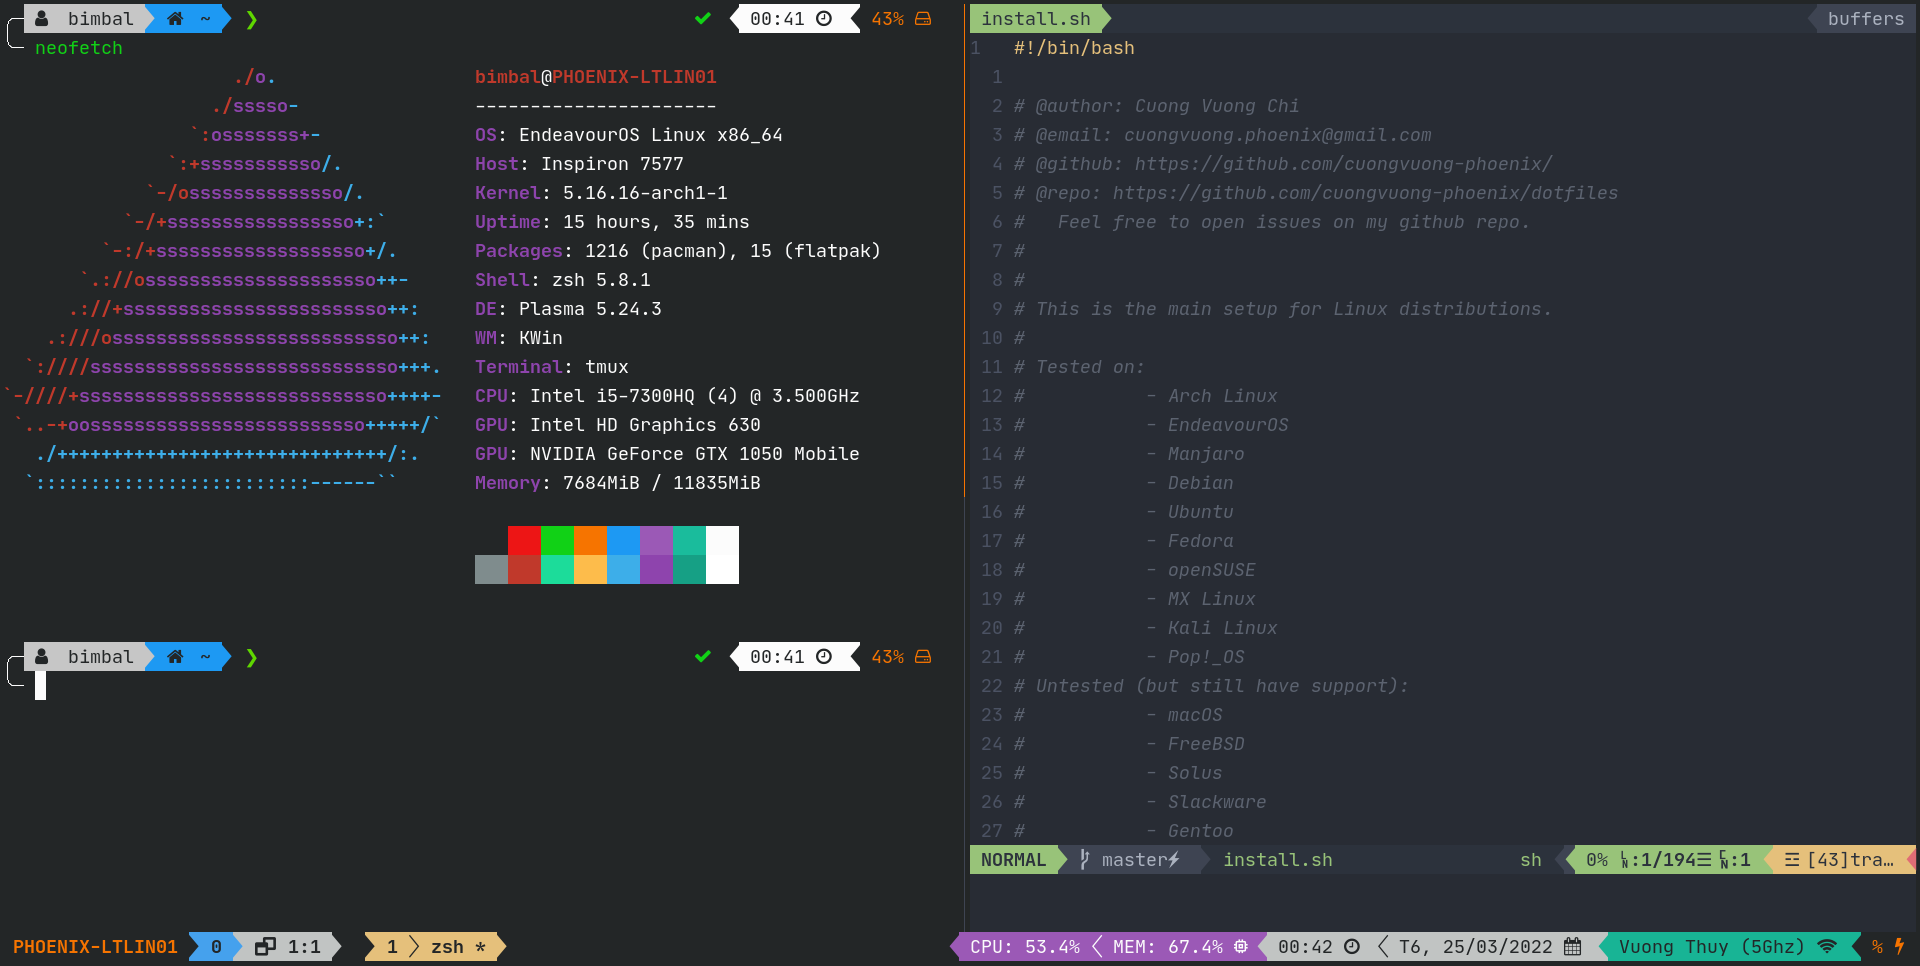 bimbal ~ ❯ ✔ 00:41 43%
neofetch
./o.
./sssso-
`:osssssss+-
`:+sssssssssso/.
`-/ossssssssssssso/.
`-/+sssssssssssssssso+:`
`-:/+sssssssssssssssssso+/.
`.://osssssssssssssssssssso++-
.://+ssssssssssssssssssssssso++:
.:///ossssssssssssssssssssssssso++:
`:////ssssssssssssssssssssssssssso+++.
`-////+ssssssssssssssssssssssssssso++++-
`..-+oosssssssssssssssssssssssso+++++/`
./++++++++++++++++++++++++++++++/:.
`:::::::::::::::::::::::::------``
bimbal@PHOENIX-LTLIN01
----------------------
OS: EndeavourOS Linux x86_64
Host: Inspiron 7577
Kernel: 5.16.16-arch1-1
Uptime: 15 hours, 35 mins
Packages: 1216 (pacman), 15 (flatpak)
Shell: zsh 5.8.1
DE: Plasma 5.24.3
WM: KWin
Terminal: tmux
CPU: Intel i5-7300HQ (4) @ 3.500GHz
GPU: Intel HD Graphics 630
GPU: NVIDIA GeForce GTX 1050 Mobile
Memory: 7684MiB / 11835MiB
bimbal ~ ❯ ✔ 00:41 43%
install.sh buffers
1 #!/bin/bash
1
2 # @author: Cuong Vuong Chi
3 # @email: cuongvuong.phoenix@gmail.com
4 # @github: https://github.com/cuongvuong-phoenix/
5 # @repo: https://github.com/cuongvuong-phoenix/dotfiles
6 #   Feel free to open issues on my github repo.
7 #
8 #
9 # This is the main setup for Linux distributions.
10 #
11 # Tested on:
12 #           - Arch Linux
13 #           - EndeavourOS
14 #           - Manjaro
15 #           - Debian
16 #           - Ubuntu
17 #           - Fedora
18 #           - openSUSE
19 #           - MX Linux
20 #           - Kali Linux
21 #           - Pop!_OS
22 # Untested (but still have support):
23 #           - macOS
24 #           - FreeBSD
25 #           - Solus
26 #           - Slackware
27 #           - Gentoo
NORMAL master⚡ install.sh sh 0% ㏑:1/194☰ ℅:1 ☲ [43]tra…
PHOENIX-LTLIN01 0 1:1 1 zsh * CPU: 53.4% MEM: 67.4% 00:42 T6, 25/03/2022 Vuong Thuy (5Ghz) %